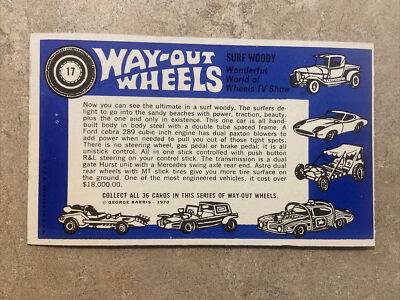 17
WAY-OUT
WHEELS
SURF WOODY
Wonderful
World of
Wheels TV Show
Now you can see the ultimate in a surf woody. The surfers de-
light to go into the sandy beaches with power, traction, beauty,
plus the one and only in existence. This one car is all hand-
built body in body steel with a double tube spaced frame. A
Ford cobra 289 cubic inch engine has dual paxton blowers to
add power when needed to pull you out of those tight spots.
There is no steering wheel, gas pedal or brake pedal; it is all
unistick control. All in one stick controlled with push button
R&L steering on your control stick. The transmission is a dual
gate Hurst unit with a Mercedes swing axle rear end. Astro dual
rear wheels with MT slick tires give you more tire surface on
the ground. One of the most engineered vehicles, it cost over
$18,000.00.
COLLECT ALL 36 CARDS IN THIS SERIES OF WAY-OUT WHEELS.
© GEORGE BARRIS - 1970